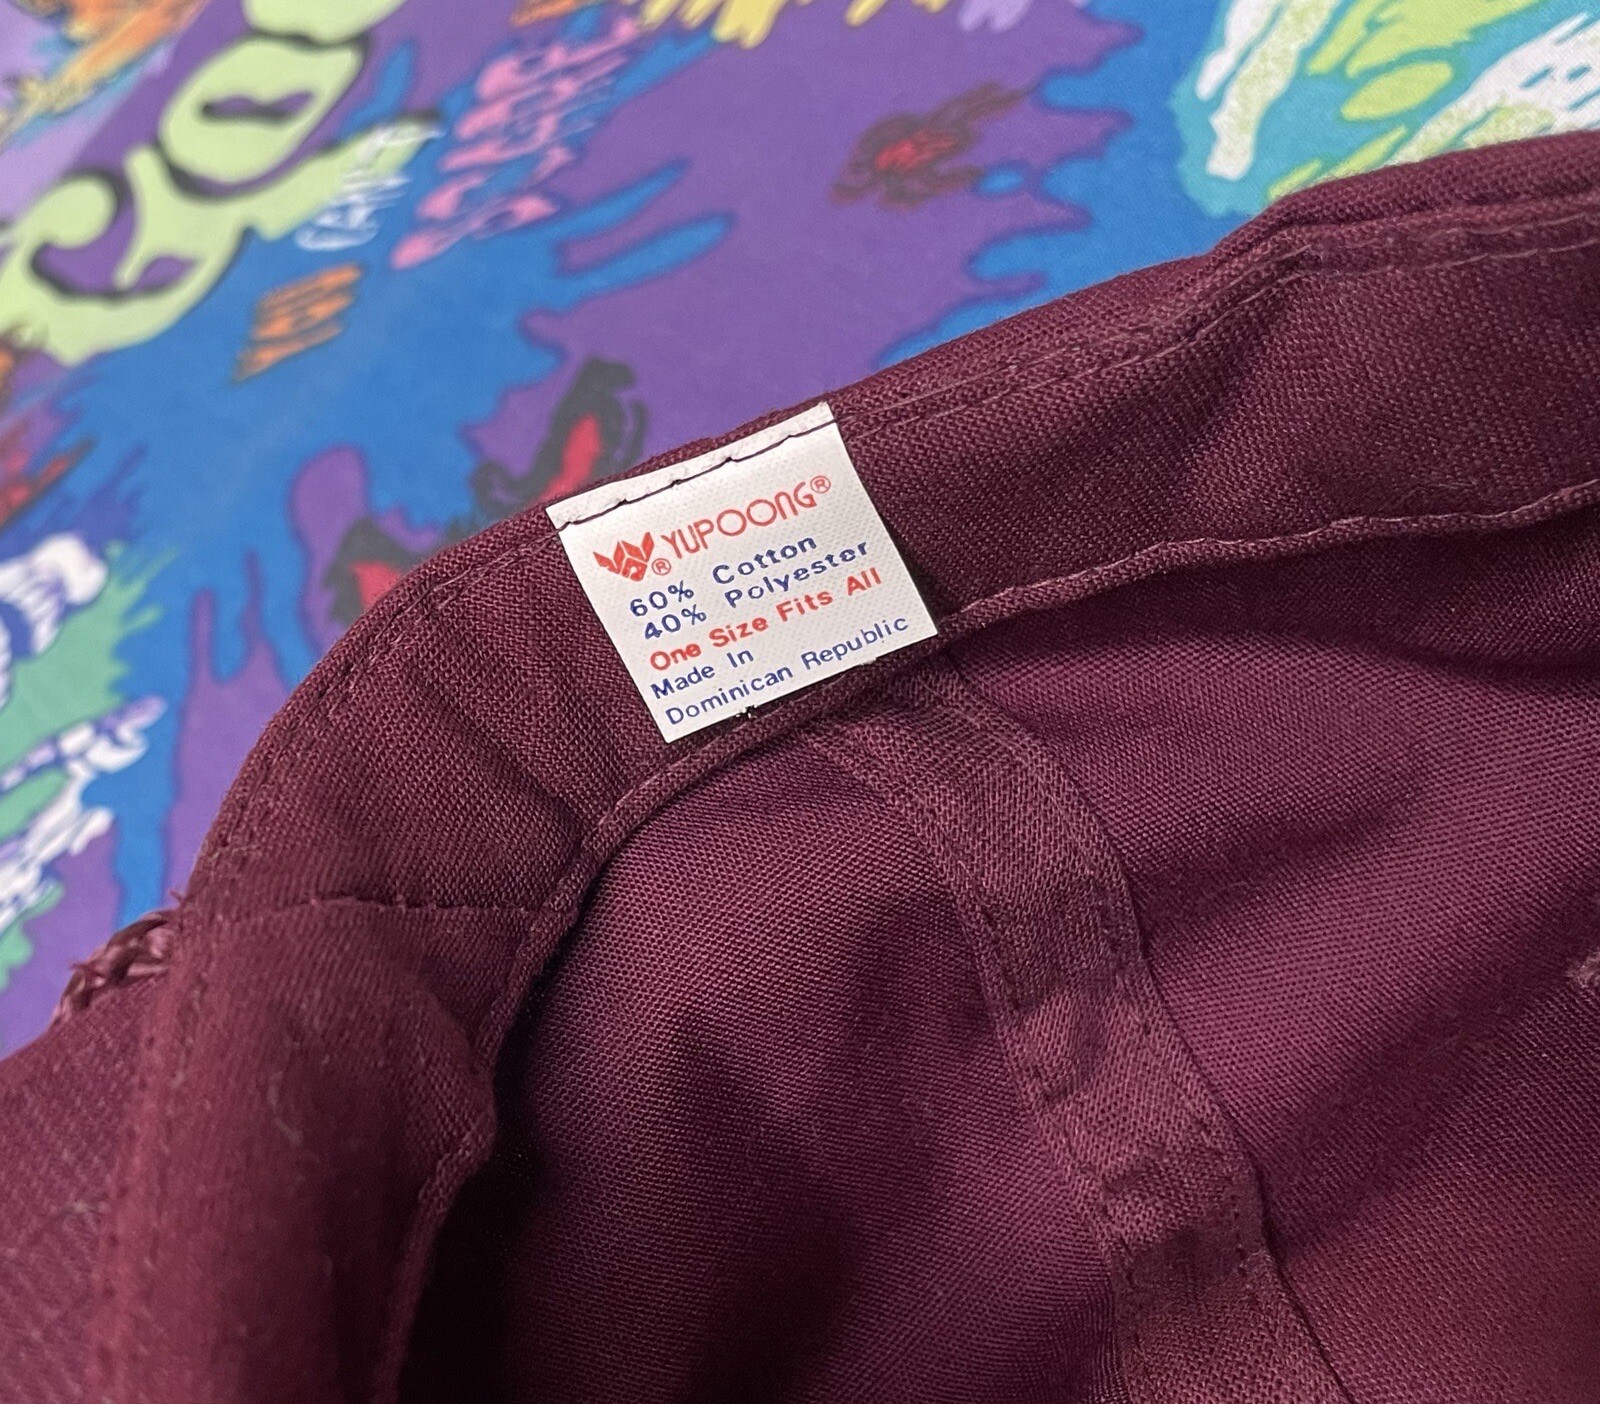 YUPOONG®
®
60% Cotton
40% Polyester
One Size Fits All
Made In
Dominican Republic